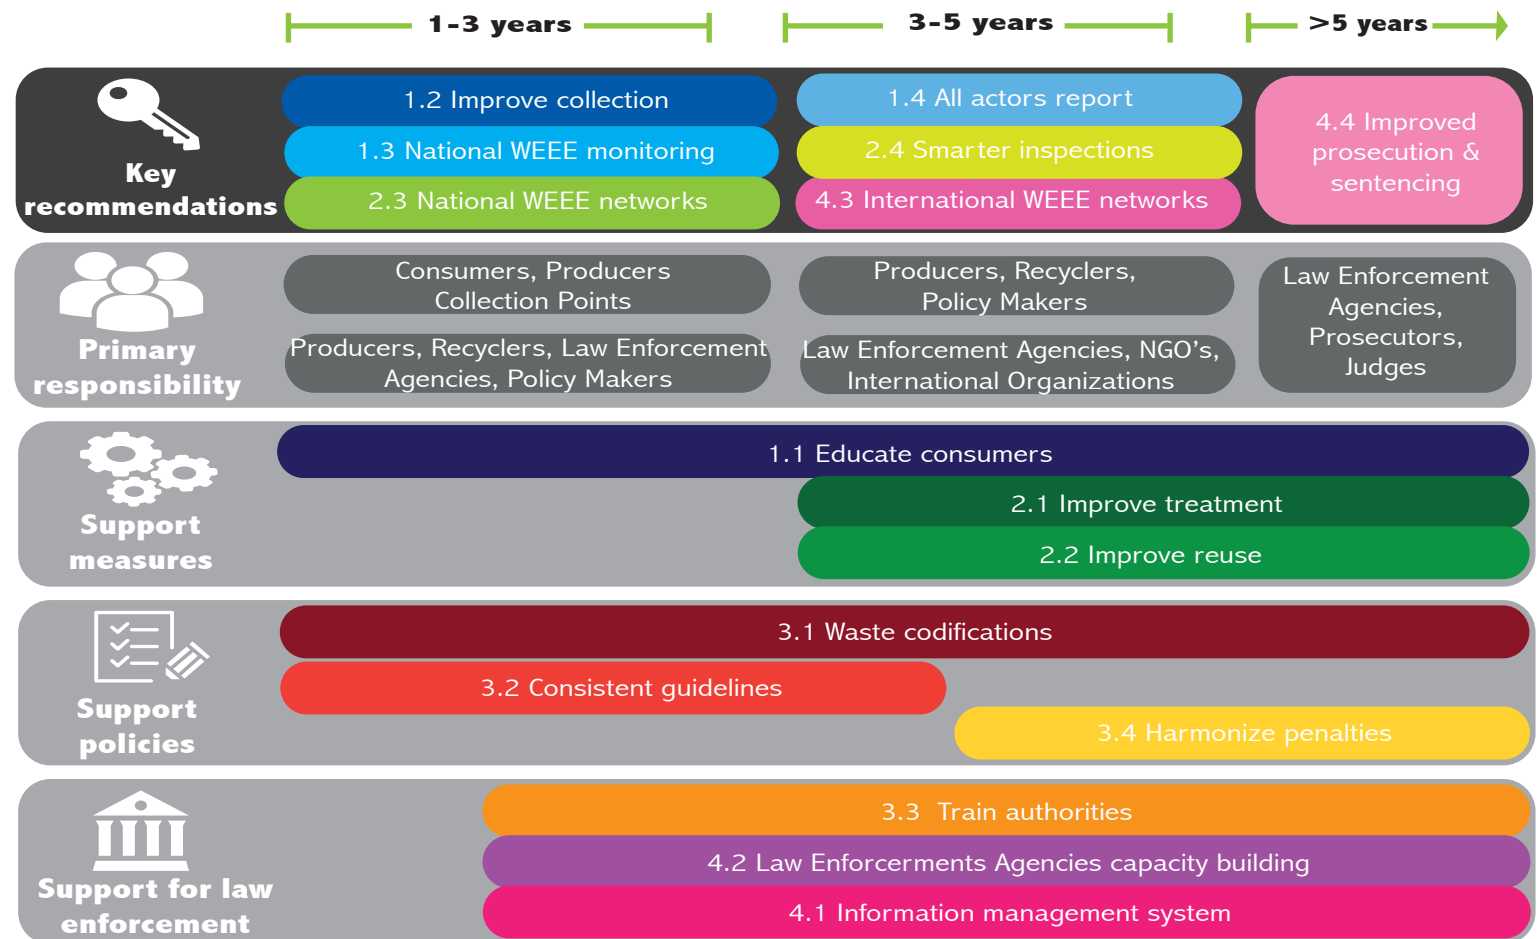 1-3 years
3-5 years
>5 years
Key
recommendations
1.2 Improve collection
1.3 National WEEE monitoring
2.3 National WEEE networks
1.4 All actors report
2.4 Smarter inspections
4.3 International WEEE networks
4.4 Improved
prosecution &
sentencing
Primary
responsibility
Consumers, Producers
Collection Points
Producers, Recyclers, Law Enforcement
Agencies, Policy Makers
Producers, Recyclers,
Policy Makers
Law Enforcement Agencies, NGO's,
International Organizations
Law Enforcement
Agencies,
Prosecutors,
Judges
Support
measures
1.1 Educate consumers
2.1 Improve treatment
2.2 Improve reuse
Support
policies
3.1 Waste codifications
3.2 Consistent guidelines
3.4 Harmonize penalties
Support for law
enforcement
3.3 Train authorities
4.2 Law Enforcerments Agencies capacity building
4.1 Information management system